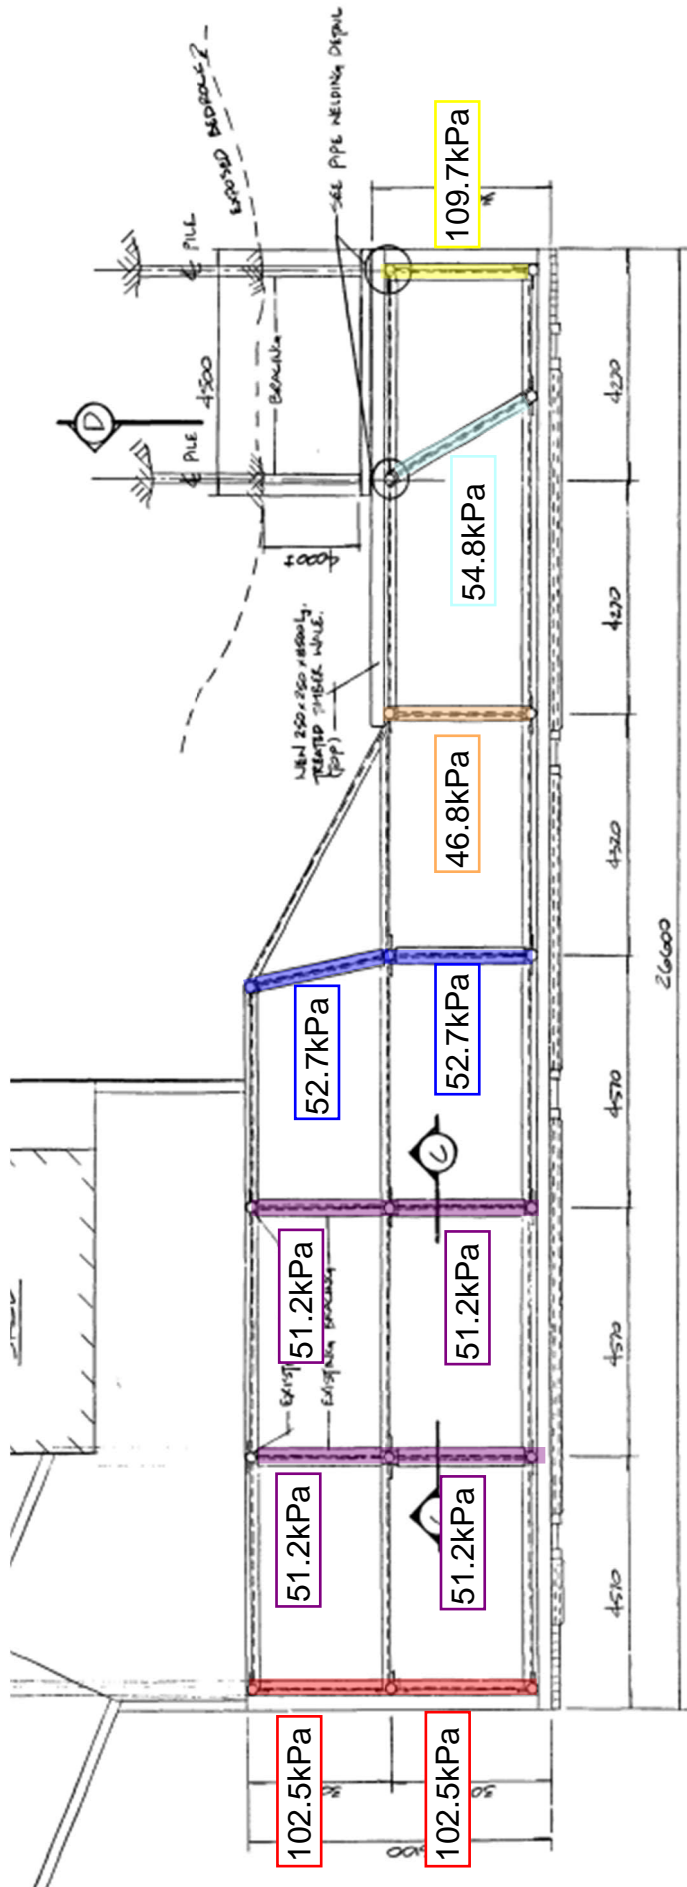 EXPOSED BEDROCK?
SEE PIPE WELDING DETAIL
℄ PILE
℄ PILE
BRACING
4500
D
4000±
NEW 250x250
TREATED TIMBER WALE.
(TOP)
109.7kPa
54.8kPa
46.8kPa
52.7kPa
52.7kPa
C
51.2kPa
51.2kPa
EXISTING BRACING
51.2kPa
51.2kPa
102.5kPa
102.5kPa
4270
4270
4320
4570
4570
4570
26600